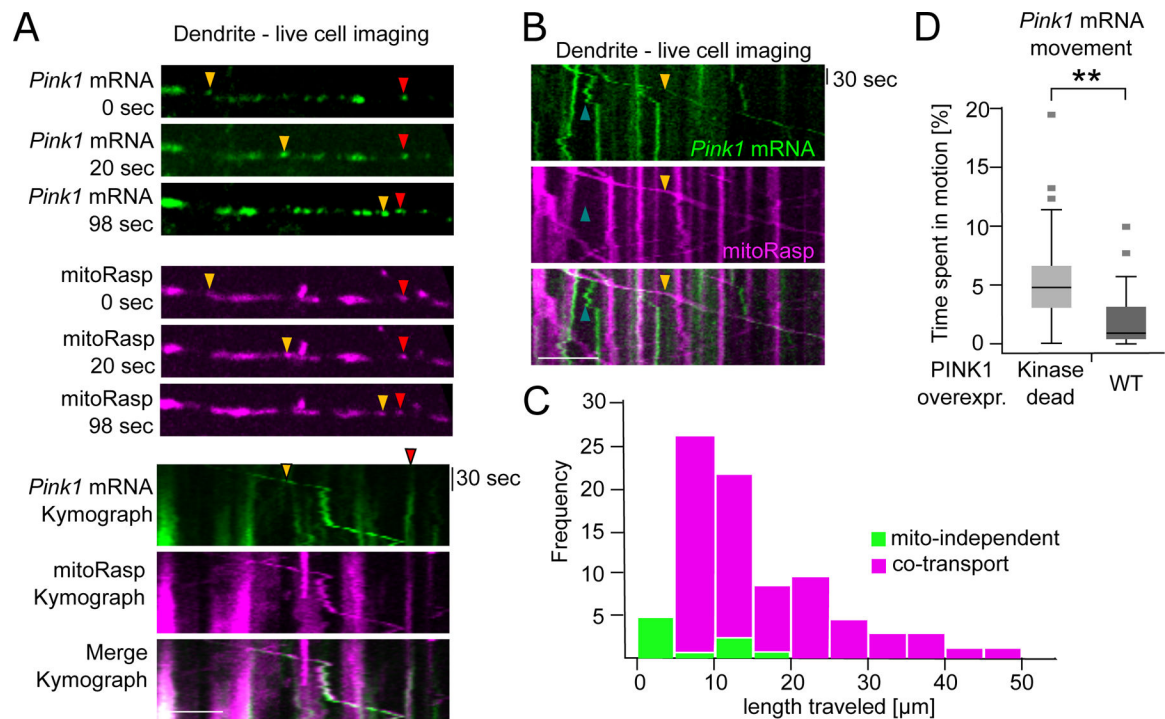 A
Dendrite - live cell imaging
Pink1 mRNA
0 sec
Pink1 mRNA
20 sec
Pink1 mRNA
98 sec
mitoRasp
0 sec
mitoRasp
20 sec
mitoRasp
98 sec
Pink1 mRNA
Kymograph
30 sec
mitoRasp
Kymograph
Merge
Kymograph
B
Dendrite - live cell imaging
30 sec
Pink1 mRNA
mitoRasp
C
30
25
20
15
10
5
Frequency
mito-independent
co-transport
0
10
20
30
40
50
length traveled [µm]
D
Pink1 mRNA
movement
**
20
15
10
5
0
Time spent in motion [%]
PINK1
overexpr.
Kinase
dead
WT